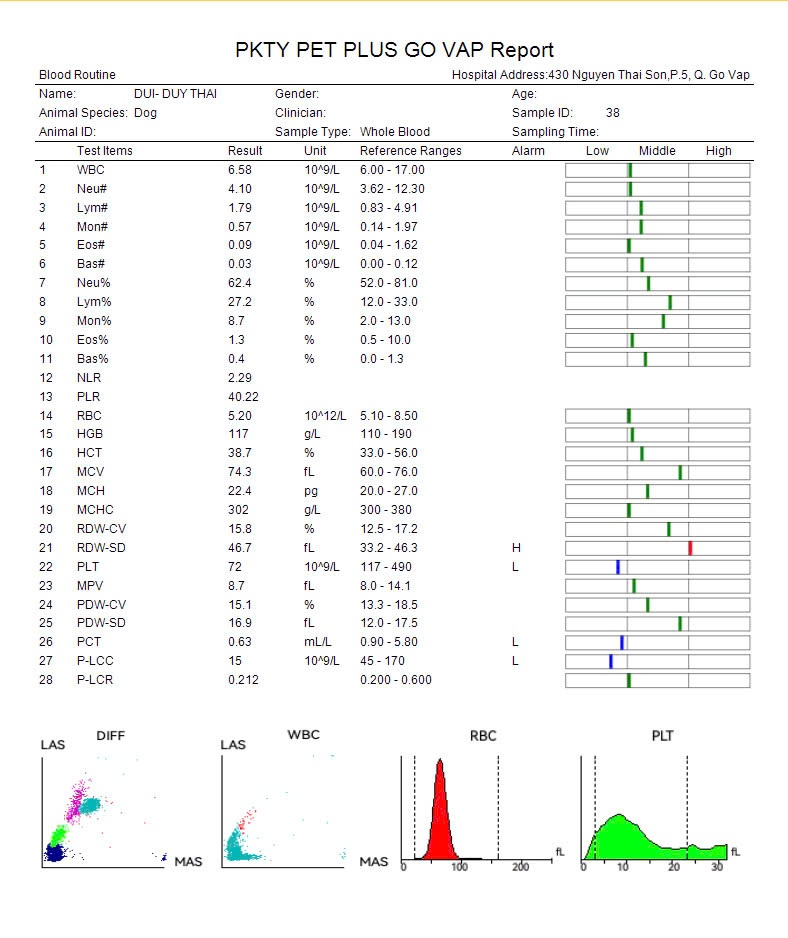 PKTY PET PLUS GO VAP Report
Blood Routine Hospital Address:430 Nguyen Thai Son,P.5, Q. Go Vap
Name: DUI- DUY THAI Gender: Age:
Animal Species: Dog Clinician: Sample ID: 38
Animal ID: Sample Type: Whole Blood Sampling Time:
Test Items Result Unit Reference Ranges Alarm Low Middle High
1 WBC 6.58 10^9/L 6.00 - 17.00
2 Neu# 4.10 10^9/L 3.62 - 12.30
3 Lym# 1.79 10^9/L 0.83 - 4.91
4 Mon# 0.57 10^9/L 0.14 - 1.97
5 Eos# 0.09 10^9/L 0.04 - 1.62
6 Bas# 0.03 10^9/L 0.00 - 0.12
7 Neu% 62.4 % 52.0 - 81.0
8 Lym% 27.2 % 12.0 - 33.0
9 Mon% 8.7 % 2.0 - 13.0
10 Eos% 1.3 % 0.5 - 10.0
11 Bas% 0.4 % 0.0 - 1.3
12 NLR 2.29
13 PLR 40.22
14 RBC 5.20 10^12/L 5.10 - 8.50
15 HGB 117 g/L 110 - 190
16 HCT 38.7 % 33.0 - 56.0
17 MCV 74.3 fL 60.0 - 76.0
18 MCH 22.4 pg 20.0 - 27.0
19 MCHC 302 g/L 300 - 380
20 RDW-CV 15.8 % 12.5 - 17.2
21 RDW-SD 46.7 fL 33.2 - 46.3 H
22 PLT 72 10^9/L 117 - 490 L
23 MPV 8.7 fL 8.0 - 14.1
24 PDW-CV 15.1 % 13.3 - 18.5
25 PDW-SD 16.9 fL 12.0 - 17.5
26 PCT 0.63 mL/L 0.90 - 5.80 L
27 P-LCC 15 10^9/L 45 - 170 L
28 P-LCR 0.212 0.200 - 0.600
DIFF WBC RBC PLT
LAS LAS
MAS MAS fL fL
0 100 200 0 10 20 30